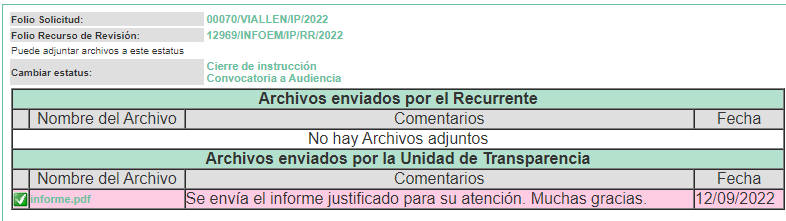 Folio Solicitud: 00070/VIALLEN/IP/2022
Folio Recurso de Revisión: 12969/INFOEM/IP/RR/2022
Puede adjuntar archivos a este estatus
Cambiar estatus: Cierre de instrucción
Convocatoria a Audiencia
Archivos enviados por el Recurrente
Nombre del Archivo Comentarios Fecha
No hay Archivos adjuntos
Archivos enviados por la Unidad de Transparencia
Nombre del Archivo Comentarios Fecha
informe.pdf Se envía el informe justificado para su atención. Muchas gracias. 12/09/2022